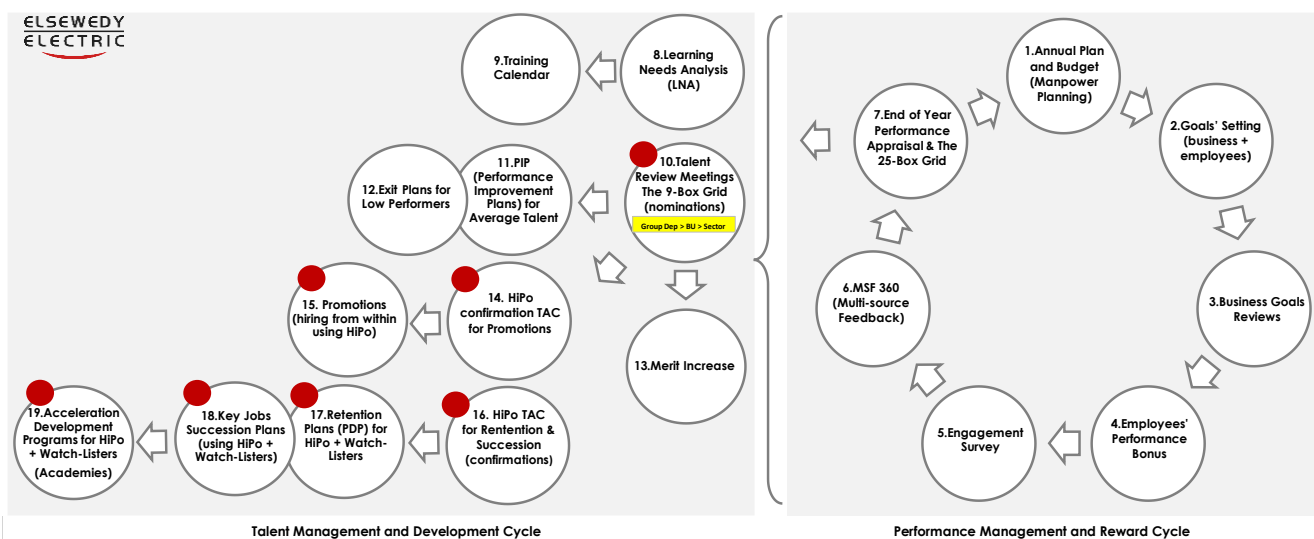 ELSEWEDY
ELECTRIC
9.Training
Calendar
8.Learning
Needs Analysis
(LNA)
12.Exit Plans for
Low Performers
11.PIP
(Performance
Improvement
Plans) for
Average Talent
10.Talent
Review Meetings
The 9-Box Grid
(nominations)
Group Dep > BU > Sector
15. Promotions
(hiring from within
using HiPo)
14. HiPo
confirmation TAC
for Promotions
13.Merit Increase
19.Acceleration
Development
Programs for HiPo
+ Watch-Listers
(Academies)
18.Key Jobs
Succession Plans
(using HiPo +
Watch-Listers)
17.Retention
Plans (PDP) for
HiPo + Watch-
Listers
16. HiPo TAC
for Rentention &
Succession
(confirmations)
Talent Management and Development Cycle
1.Annual Plan
and Budget
(Manpower
Planning)
2.Goals' Setting
(business +
employees)
3.Business Goals
Reviews
4.Employees'
Performance
Bonus
5.Engagement
Survey
6.MSF 360
(Multi-source
Feedback)
7.End of Year
Performance
Appraisal & The
25-Box Grid
Performance Management and Reward Cycle